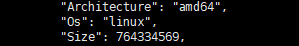 "Architecture": "amd64",
"Os": "linux",
"Size": 764334569,